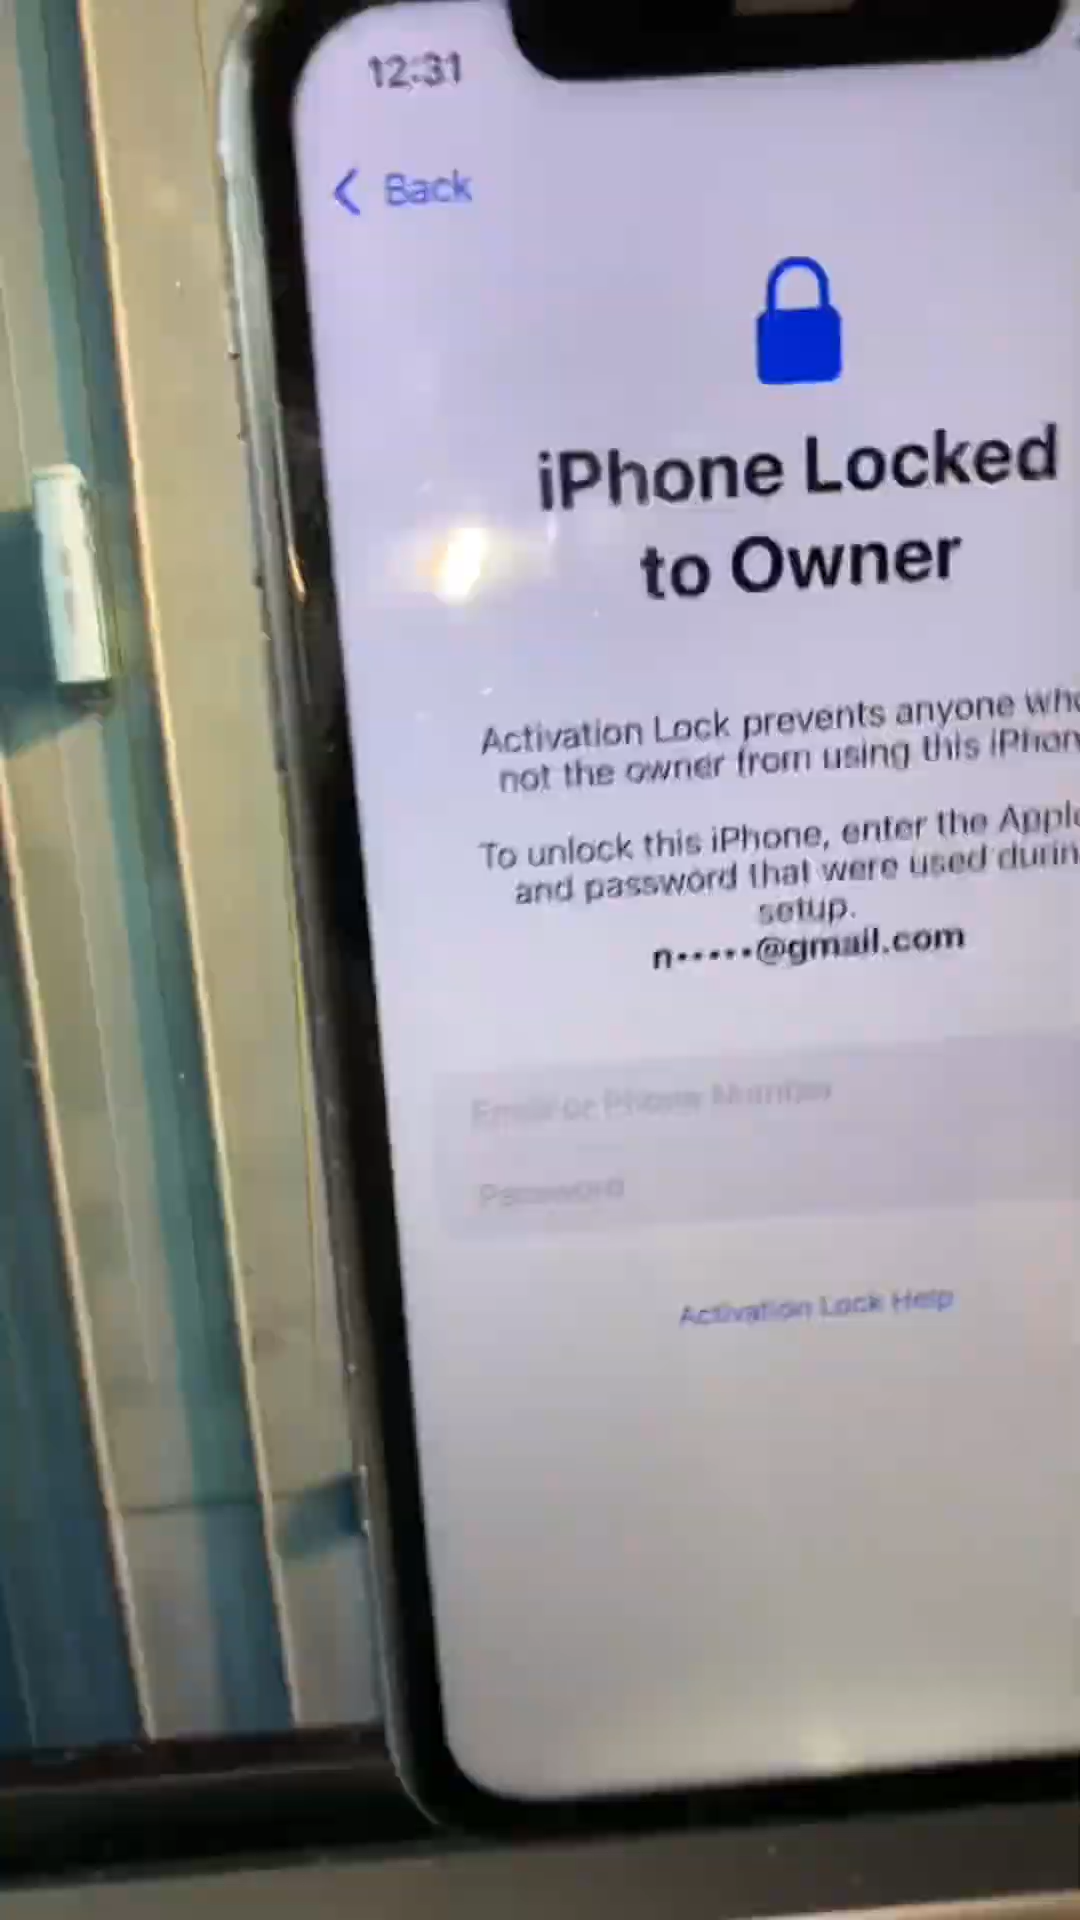 12:31
Back
iPhone Locked
to Owner
Activation Lock prevents anyone who
not the owner from using this iPhon
To unlock this iPhone, enter the Apple
and password that were used durin
setup.
n•••••@gmail.com
Email or Phone Number
Password
Activation Lock Help